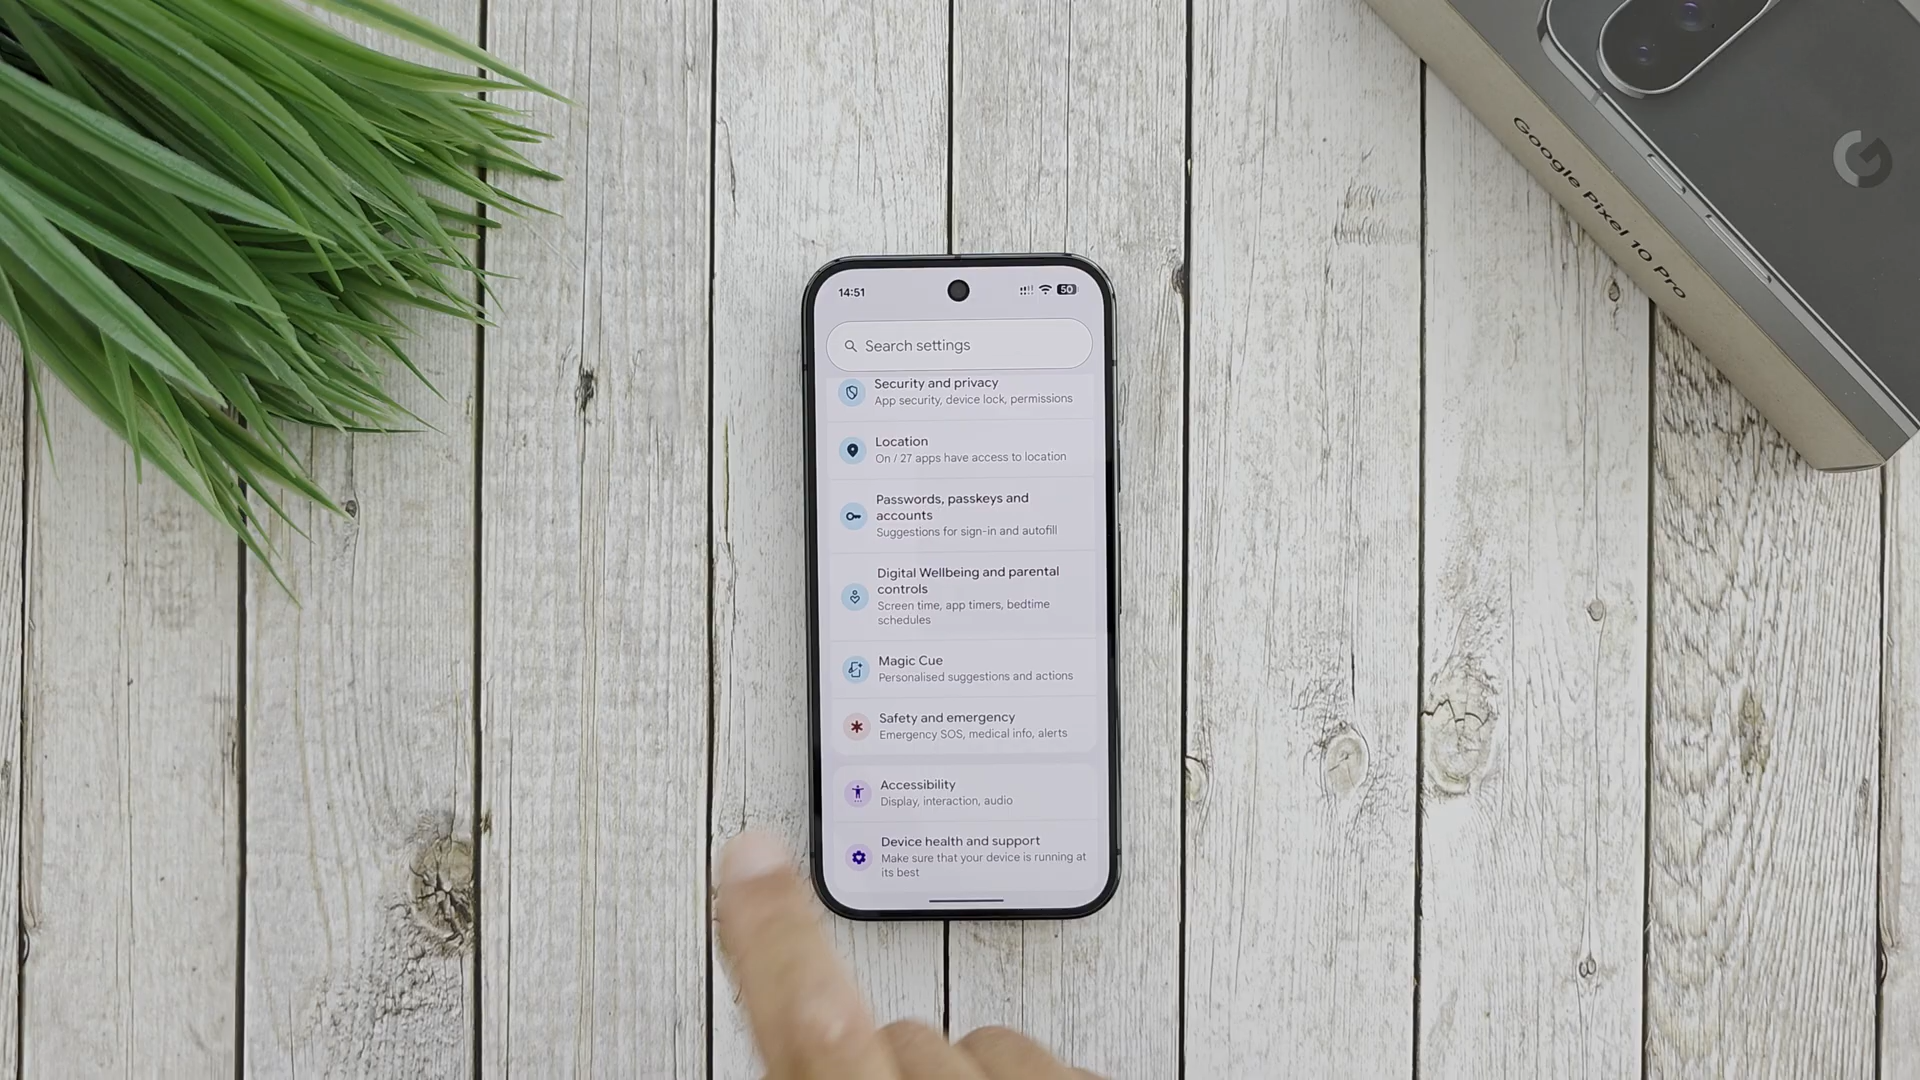 14:51
50
Search settings
Security and privacy
App security, device lock, permissions
Location
On / 27 apps have access to location
Passwords, passkeys and
accounts
Suggestions for sign-in and autofill
Digital Wellbeing and parental
controls
Screen time, app timers, bedtime
schedules
Magic Cue
Personalised suggestions and actions
Safety and emergency
Emergency SOS, medical info, alerts
Accessibility
Display, interaction, audio
Device health and support
Make sure that your device is running at
its best
Google Pixel 10 Pro
G